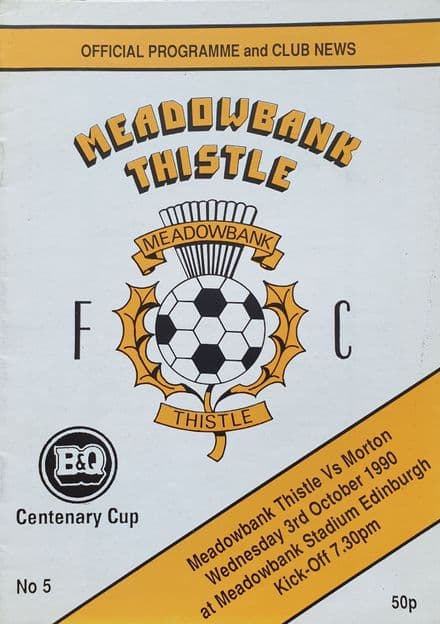 OFFICIAL PROGRAMME and CLUB NEWS
MEADOWBANK
THISTLE
MEADOWBANK
F C
THISTLE
B&Q
Centenary Cup
Meadowbank Thistle Vs Morton
Wednesday 3rd October 1990
at Meadowbank Stadium Edinburgh
Kick-Off 7.30pm
No 5
50p